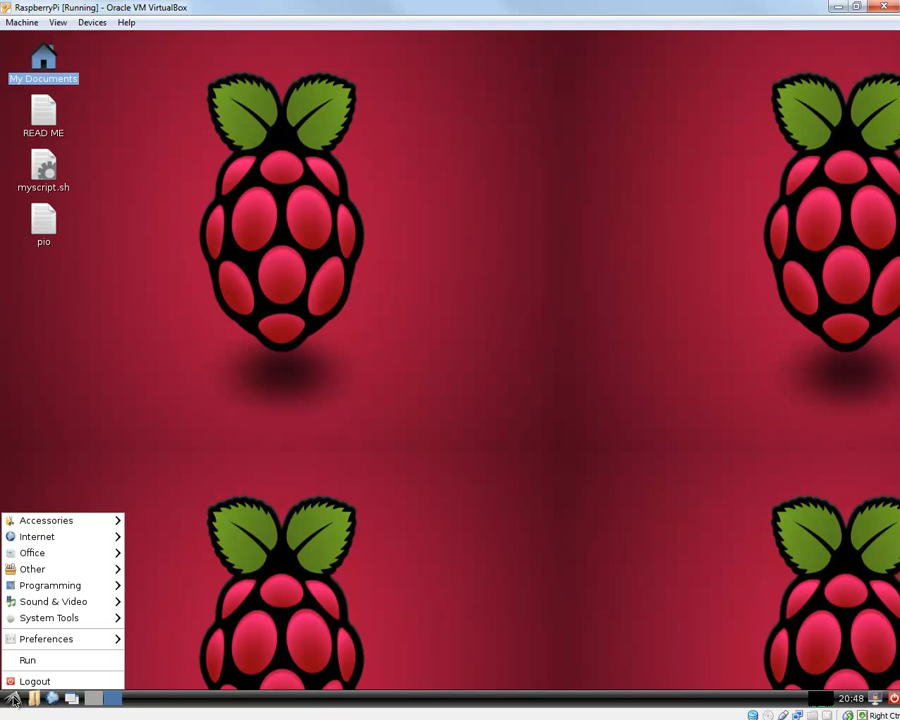 RaspberryPi [Running] - Oracle VM VirtualBox
Machine View Devices Help
My Documents
READ ME
myscript.sh
pio
Accessories
Internet
Office
Other
Programming
Sound & Video
System Tools
Preferences
Run
Logout
20:48
Right Ctr